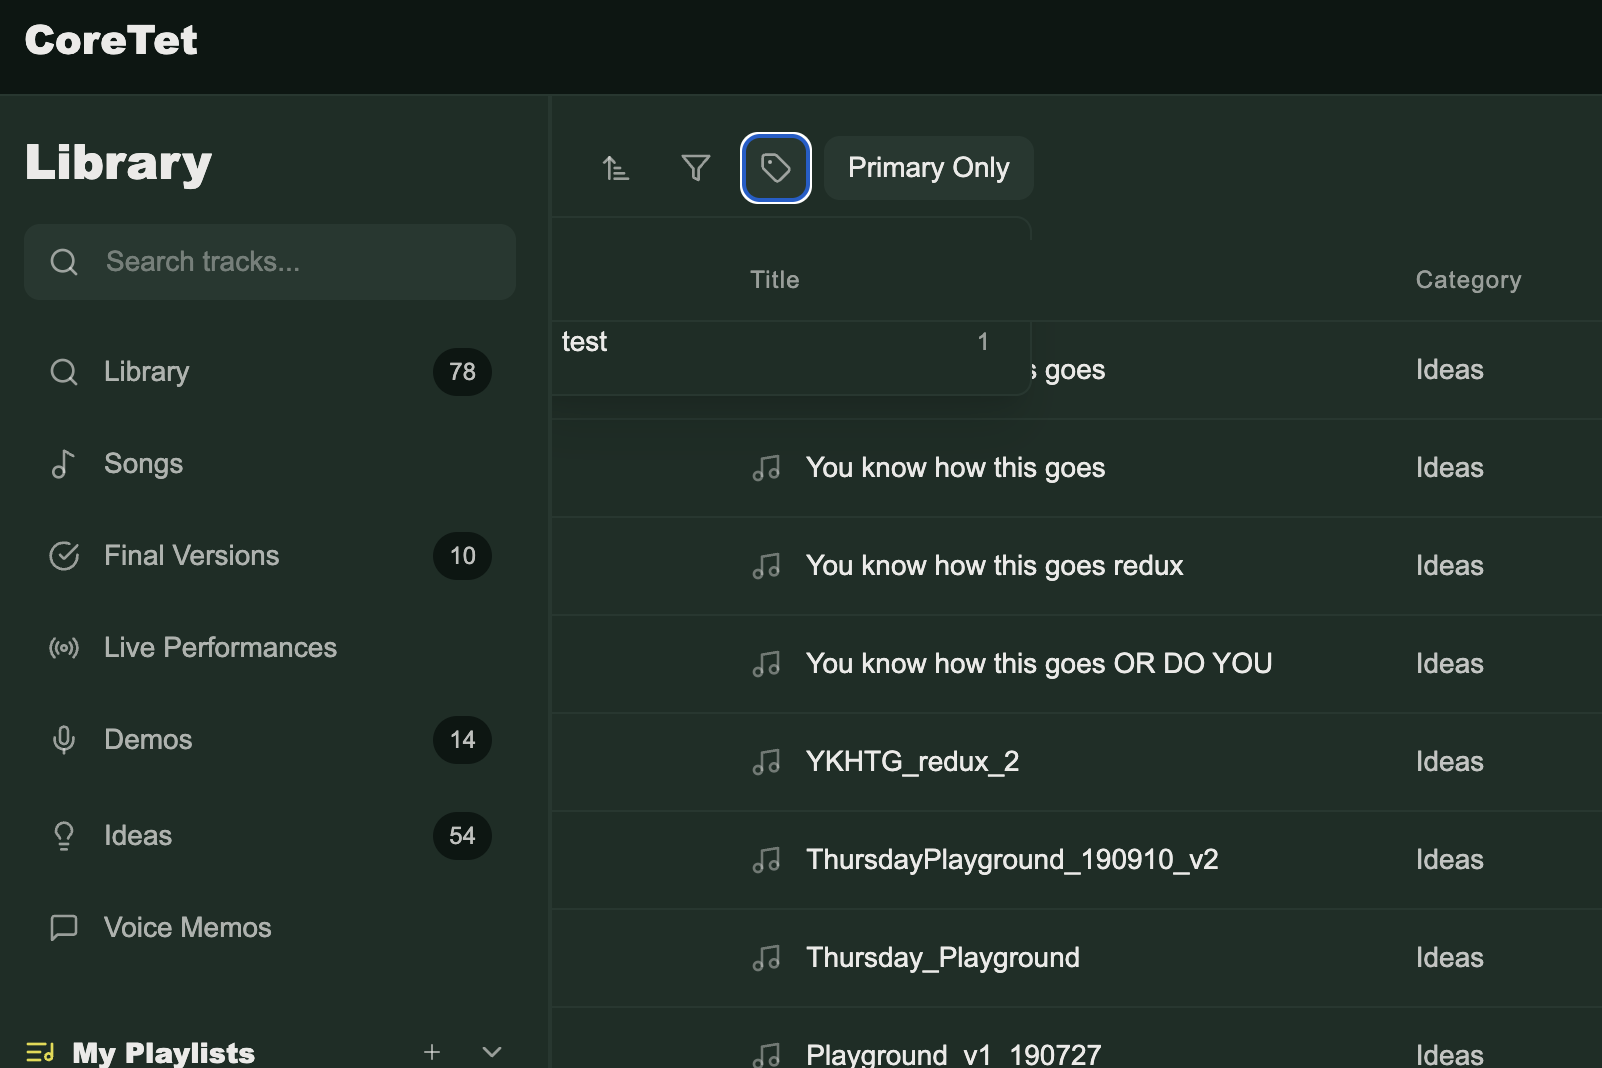 CoreTet
Library
Search tracks...
Library 78
Songs
Final Versions 10
Live Performances
Demos 14
Ideas 54
Voice Memos
My Playlists
Primary Only
Title Category
test 1
goes Ideas
You know how this goes Ideas
You know how this goes redux Ideas
You know how this goes OR DO YOU Ideas
YKHTG_redux_2 Ideas
ThursdayPlayground_190910_v2 Ideas
Thursday_Playground Ideas
Playground_v1_190727 Ideas